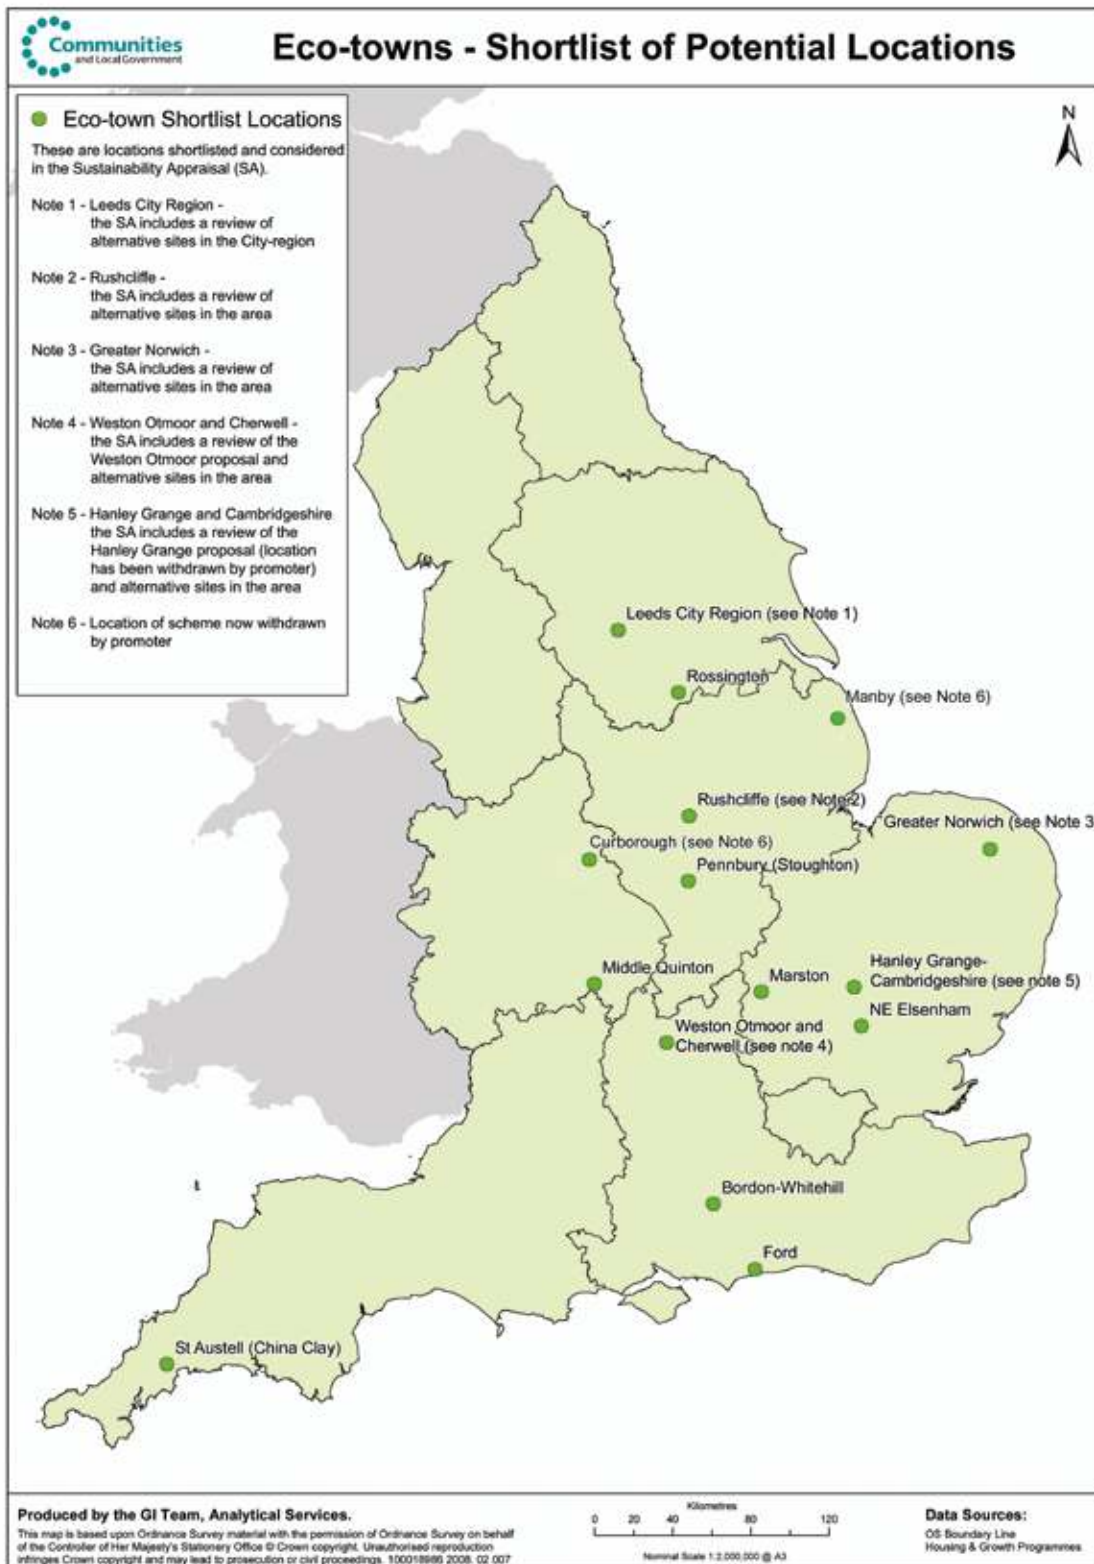 Communities
and Local Government
Eco-towns - Shortlist of Potential Locations
Eco-town Shortlist Locations
These are locations shortlisted and considered
in the Sustainability Appraisal (SA).
Note 1 - Leeds City Region -
the SA includes a review of
alternative sites in the City-region
Note 2 - Rushcliffe -
the SA includes a review of
alternative sites in the area
Note 3 - Greater Norwich -
the SA includes a review of
alternative sites in the area
Note 4 - Weston Otmoor and Cherwell -
the SA includes a review of the
Weston Otmoor proposal and
alternative sites in the area
Note 5 - Hanley Grange and Cambridgeshire
the SA includes a review of the
Hanley Grange proposal (location
has been withdrawn by promoter)
and alternative sites in the area
Note 6 - Location of scheme now withdrawn
by promoter
N
Leeds City Region (see Note 1)
Rossington
Manby (see Note 6)
Rushcliffe (see Note 2)
Greater Norwich (see Note 3
Curborough (see Note 6)
Pennbury (Stoughton)
Middle Quinton
Marston
Hanley Grange-
Cambridgeshire (see note 5)
NE Elsenham
Weston Otmoor and
Cherwell (see note 4)
Bordon-Whitehill
Ford
St Austell (China Clay)
Produced by the GI Team, Analytical Services.
This map is based upon Ordnance Survey material with the permission of Ordnance Survey on behalf
of the Controller of Her Majesty's Stationery Office © Crown copyright. Unauthorised reproduction
infringes Crown copyright and may lead to prosecution or civil proceedings. 100018986 2008. 02 007
Kilometres
0 20 40 80 120
Nominal Scale 1:2,000,000 @ A3
Data Sources:
OS Boundary Line
Housing & Growth Programmes